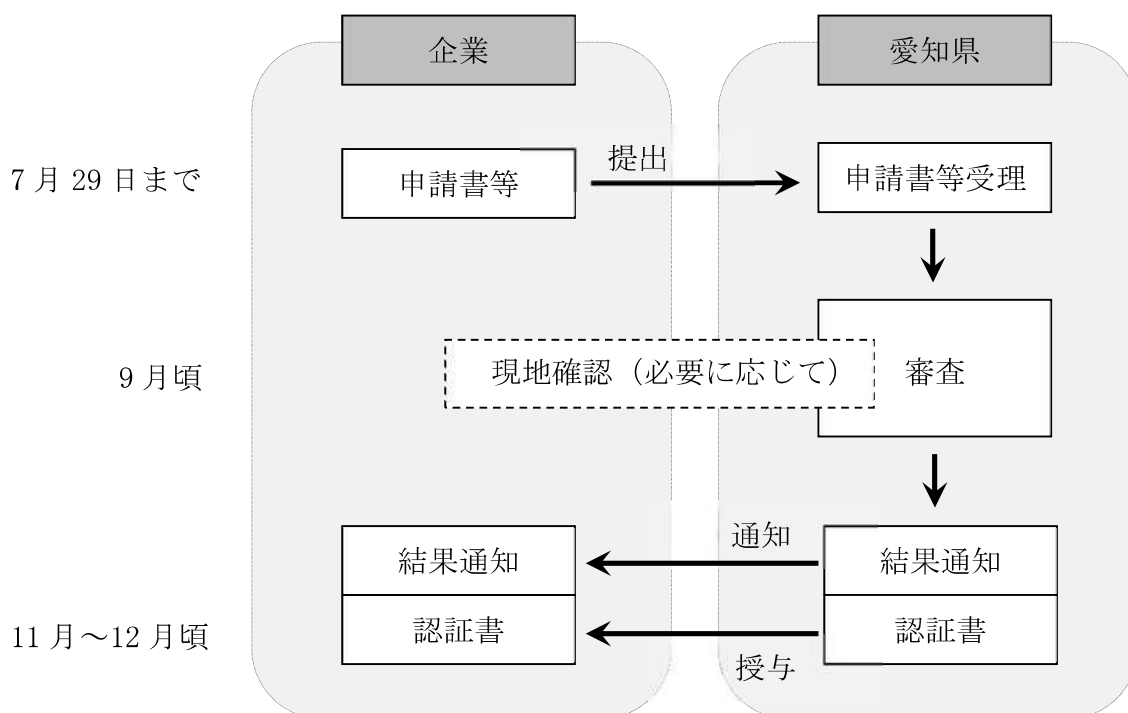 企業
愛知県
7月29日まで
申請書等
提出
申請書等受理
9月頃
現地確認（必要に応じて）
審査
通知
結果通知
結果通知
11月～12月頃
認証書
認証書
授与